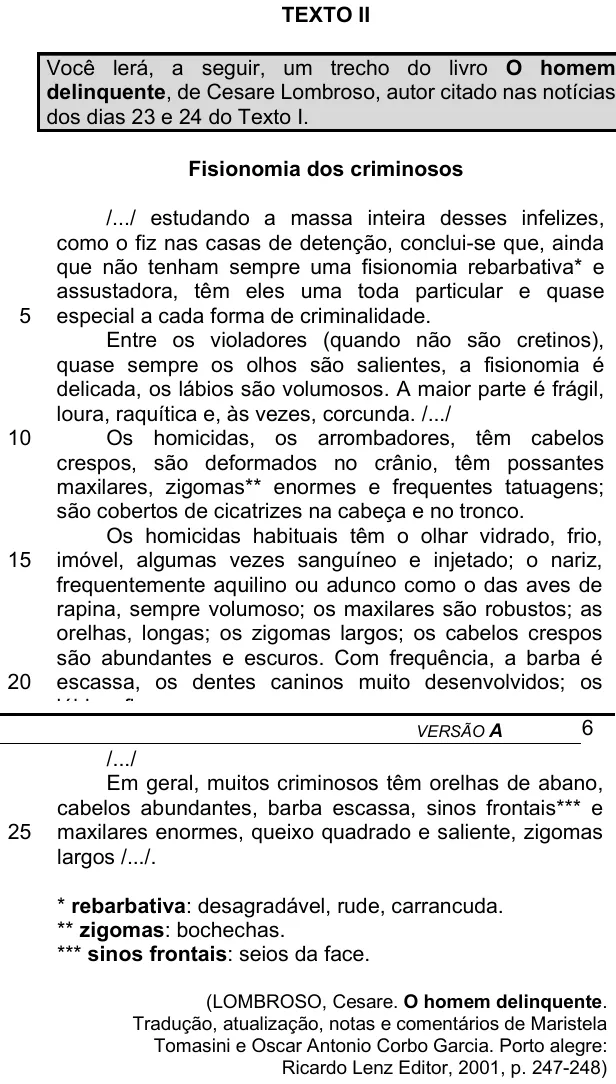 TEXTO II
Você lerá, a seguir, um trecho do livro O homem
delinquente, de Cesare Lombroso, autor citado nas notícias
dos dias 23 e 24 do Texto I.
Fisionomia dos criminosos
/.../ estudando a massa inteira desses infelizes,
como o fiz nas casas de detenção, conclui-se que, ainda
que não tenham sempre uma fisionomia rebarbativa* e
assustadora, têm eles uma toda particular e quase
5 especial a cada forma de criminalidade.
Entre os violadores (quando não são cretinos),
quase sempre os olhos são salientes, a fisionomia é
delicada, os lábios são volumosos. A maior parte é frágil,
loura, raquítica e, às vezes, corcunda. /.../
10 Os homicidas, os arrombadores, têm cabelos
crespos, são deformados no crânio, têm possantes
maxilares, zigomas** enormes e frequentes tatuagens;
são cobertos de cicatrizes na cabeça e no tronco.
Os homicidas habituais têm o olhar vidrado, frio,
15 imóvel, algumas vezes sanguíneo e injetado; o nariz,
frequentemente aquilino ou adunco como o das aves de
rapina, sempre volumoso; os maxilares são robustos; as
orelhas, longas; os zigomas largos; os cabelos crespos
são abundantes e escuros. Com frequência, a barba é
20 escassa, os dentes caninos muito desenvolvidos; os
VERSÃO A 6
/.../
Em geral, muitos criminosos têm orelhas de abano,
cabelos abundantes, barba escassa, sinos frontais*** e
25 maxilares enormes, queixo quadrado e saliente, zigomas
largos /.../.
* rebarbativa: desagradável, rude, carrancuda.
** zigomas: bochechas.
*** sinos frontais: seios da face.
(LOMBROSO, Cesare. O homem delinquente.
Tradução, atualização, notas e comentários de Maristela
Tomasini e Oscar Antonio Corbo Garcia. Porto alegre:
Ricardo Lenz Editor, 2001, p. 247-248)